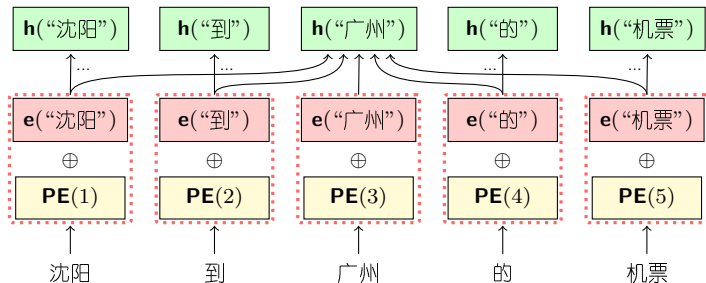 h(“沈阳”) h(“到”) h(“广州”) h(“的”) h(“机票”)
... ... ... ...
e(“沈阳”) e(“到”) e(“广州”) e(“的”) e(“机票”)
⊕ ⊕ ⊕ ⊕ ⊕
PE(1) PE(2) PE(3) PE(4) PE(5)
沈阳 到 广州 的 机票